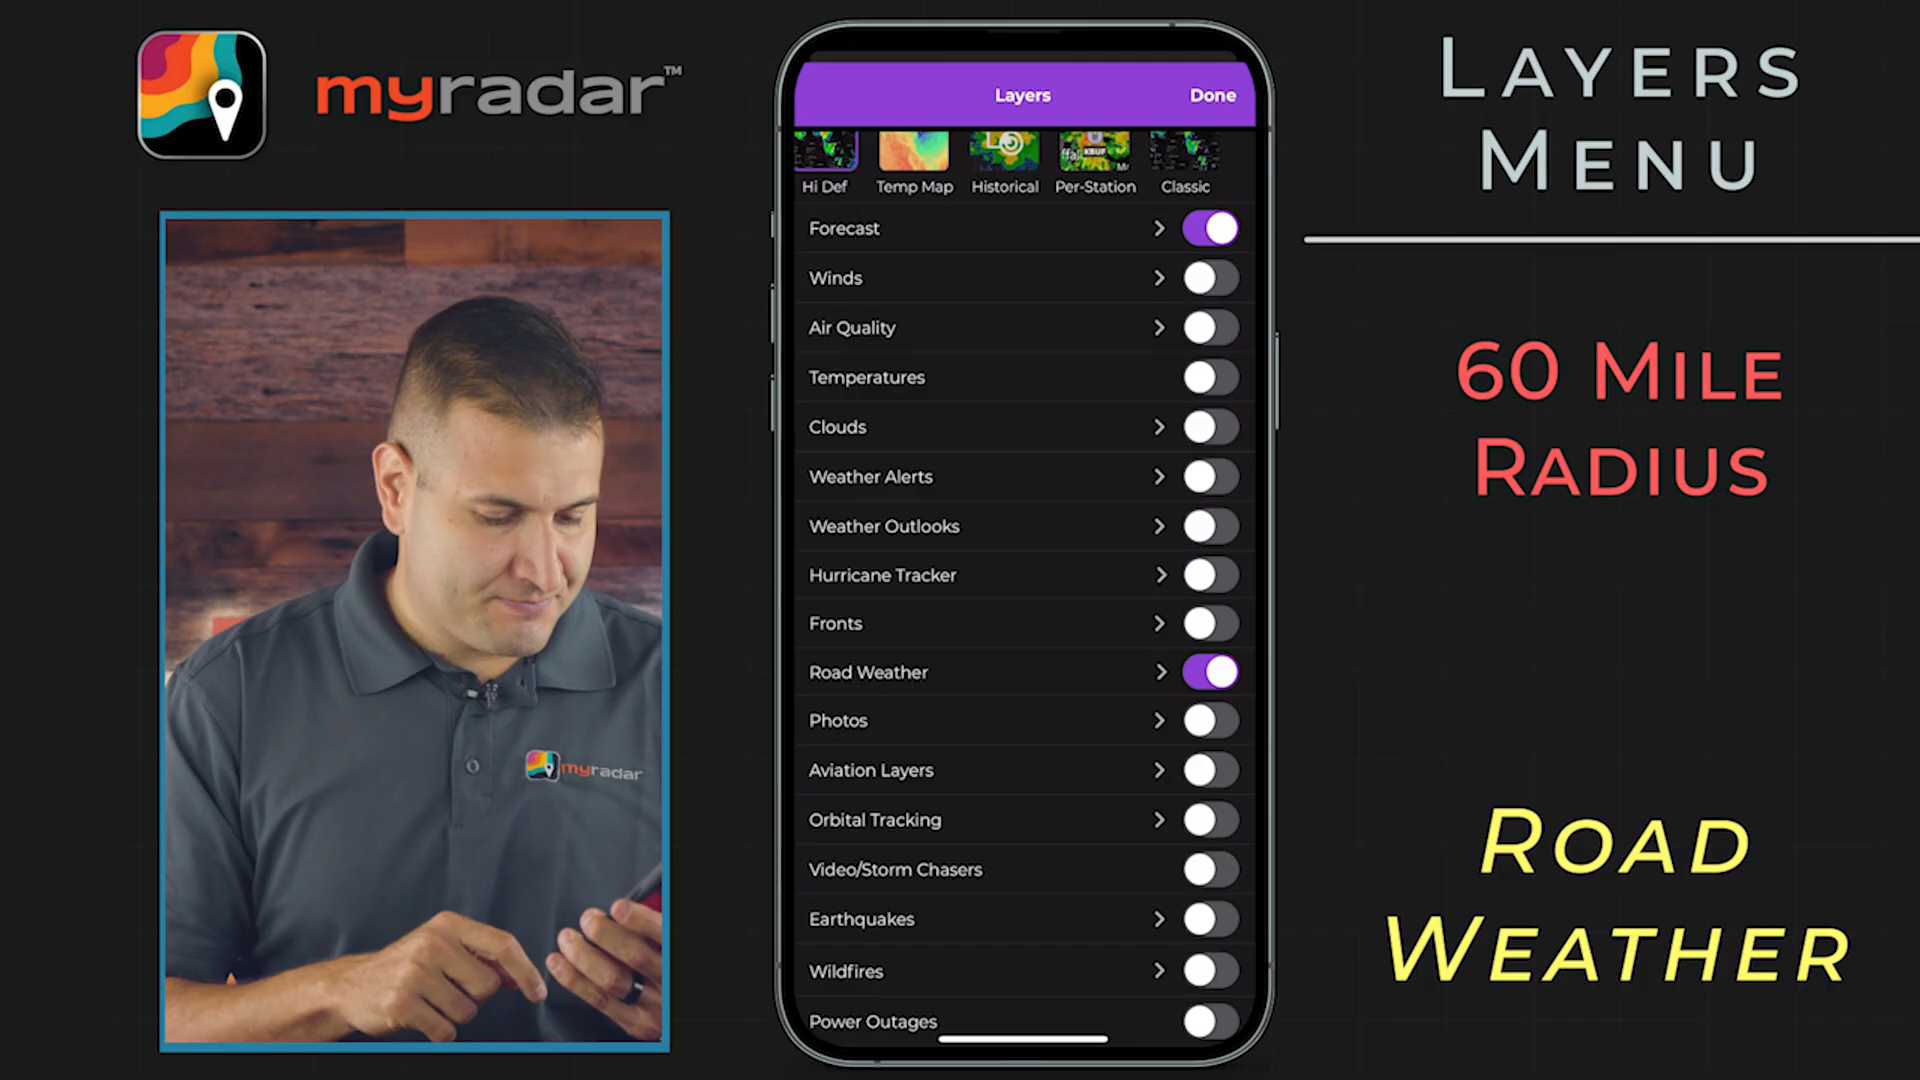 myradar™
myradar
Layers
Done
Hi Def
Temp Map
Historical
KBUF
Per-Station
Classic
Forecast
Winds
Air Quality
Temperatures
Clouds
Weather Alerts
Weather Outlooks
Hurricane Tracker
Fronts
Road Weather
Photos
Aviation Layers
Orbital Tracking
Video/Storm Chasers
Earthquakes
Wildfires
Power Outages
LAYERS
MENU
60 MILE
RADIUS
ROAD
WEATHER